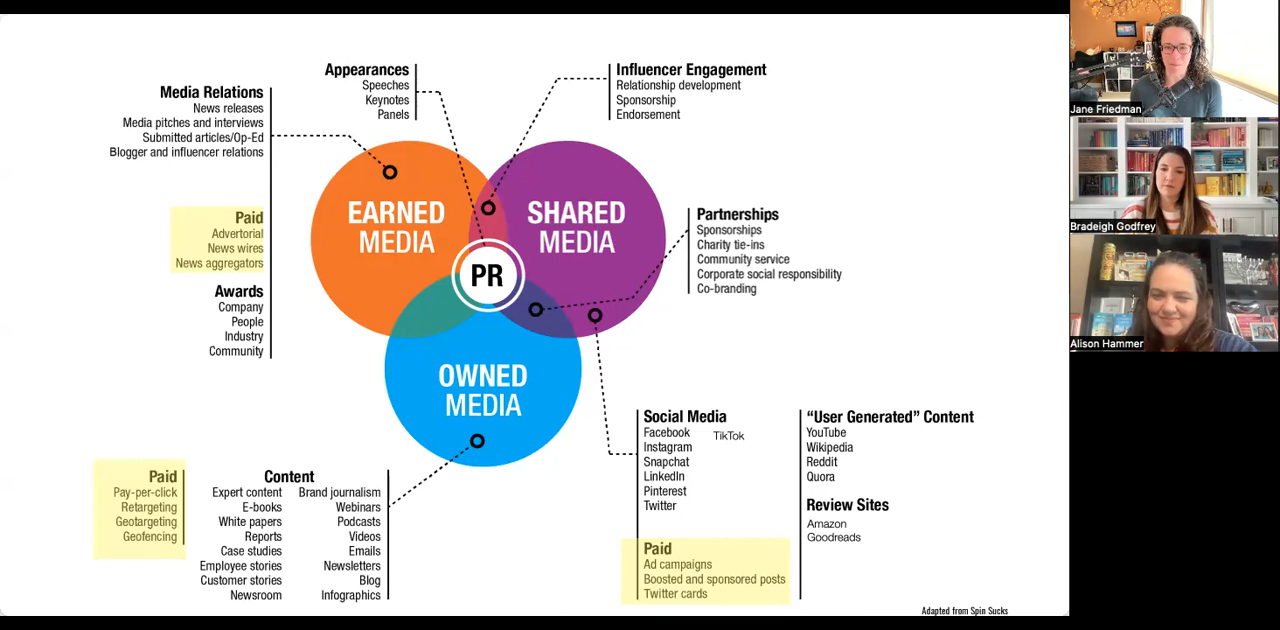 Appearances
Speeches
Keynotes
Panels
Influencer Engagement
Relationship development
Sponsorship
Endorsement
Media Relations
News releases
Media pitches and interviews
Submitted articles/Op-Ed
Blogger and influencer relations
Paid
Advertorial
News wires
News aggregators
Awards
Company
People
Industry
Community
EARNED
MEDIA
SHARED
MEDIA
PR
OWNED
MEDIA
Partnerships
Sponsorships
Charity tie-ins
Community service
Corporate social responsibility
Co-branding
Paid
Pay-per-click
Retargeting
Geotargeting
Geofencing
Content
Expert content
E-books
White papers
Reports
Case studies
Employee stories
Customer stories
Newsroom
Brand journalism
Webinars
Podcasts
Videos
Emails
Newsletters
Blog
Infographics
Social Media
Facebook
Instagram
Snapchat
LinkedIn
Pinterest
Twitter
TikTok
Paid
Ad campaigns
Boosted and sponsored posts
Twitter cards
“User Generated” Content
YouTube
Wikipedia
Reddit
Quora
Review Sites
Amazon
Goodreads
Adapted from Spin Sucks
Jane Friedman
Bradeigh Godfrey
Alison Hammer